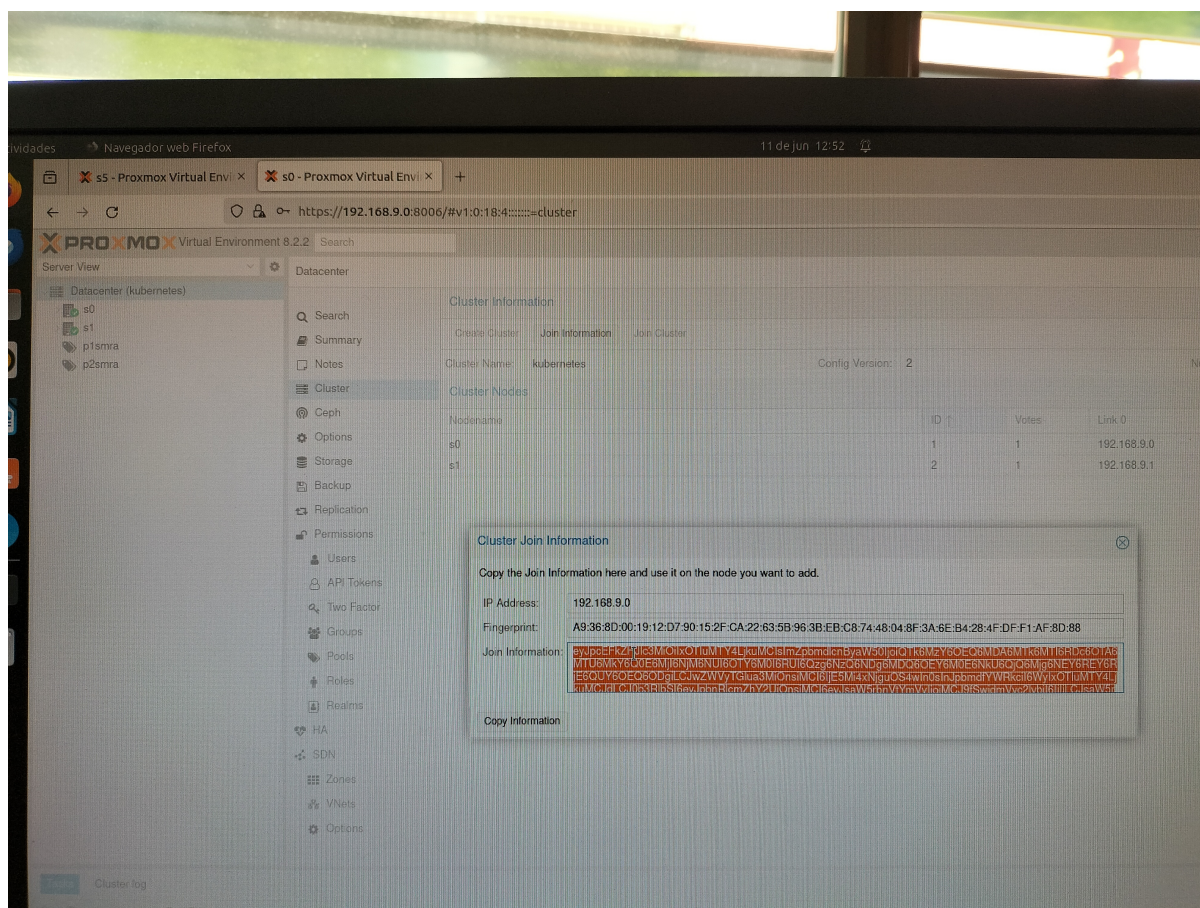 ividades Navegador web Firefox 11 de jun 12:52
s5 - Proxmox Virtual Envi × s0 - Proxmox Virtual Envi × +
https://192.168.9.0:8006/#v1:0:18:4:::::::=cluster
PROXMOX Virtual Environment 8.2.2 Search
Server View
Datacenter (kubernetes)
s0
s1
p1smra
p2smra
Datacenter
Search
Summary
Notes
Cluster
Ceph
Options
Storage
Backup
Replication
Permissions
Users
API Tokens
Two Factor
Groups
Pools
Roles
Realms
HA
SDN
Zones
VNets
Options
Cluster Information
Create Cluster Join Information Join Cluster
Cluster Name: kubernetes Config Version: 2
Cluster Nodes
Nodename ID Votes Link 0
s0 1 1 192.168.9.0
s1 2 1 192.168.9.1
Cluster Join Information
Copy the Join Information here and use it on the node you want to add.
IP Address: 192.168.9.0
Fingerprint: A9:36:8D:00:19:12:D7:90:15:2F:CA:22:63:5B:96:3B:EB:C8:74:48:04:8F:3A:6E:B4:28:4F:DF:F1:AF:8D:88
Join Information:
Copy Information
Tasks Cluster log